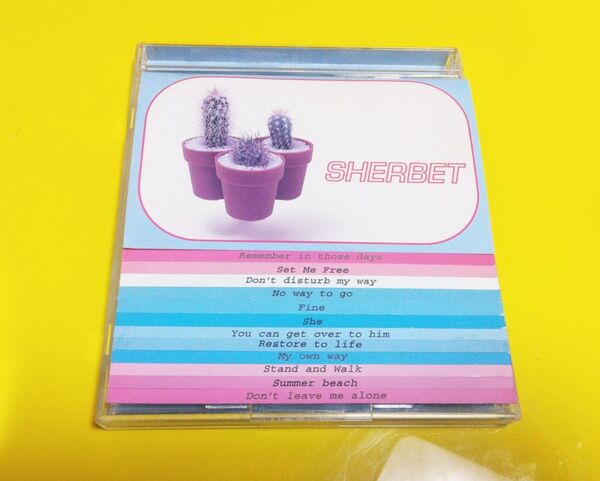 SHERBET
Remember in those days
Set Me Free
Don't disturb my way
No way to go
Fine
She
You can get over to him
Restore to life
My own way
Stand and Walk
Summer beach
Don't leave me alone